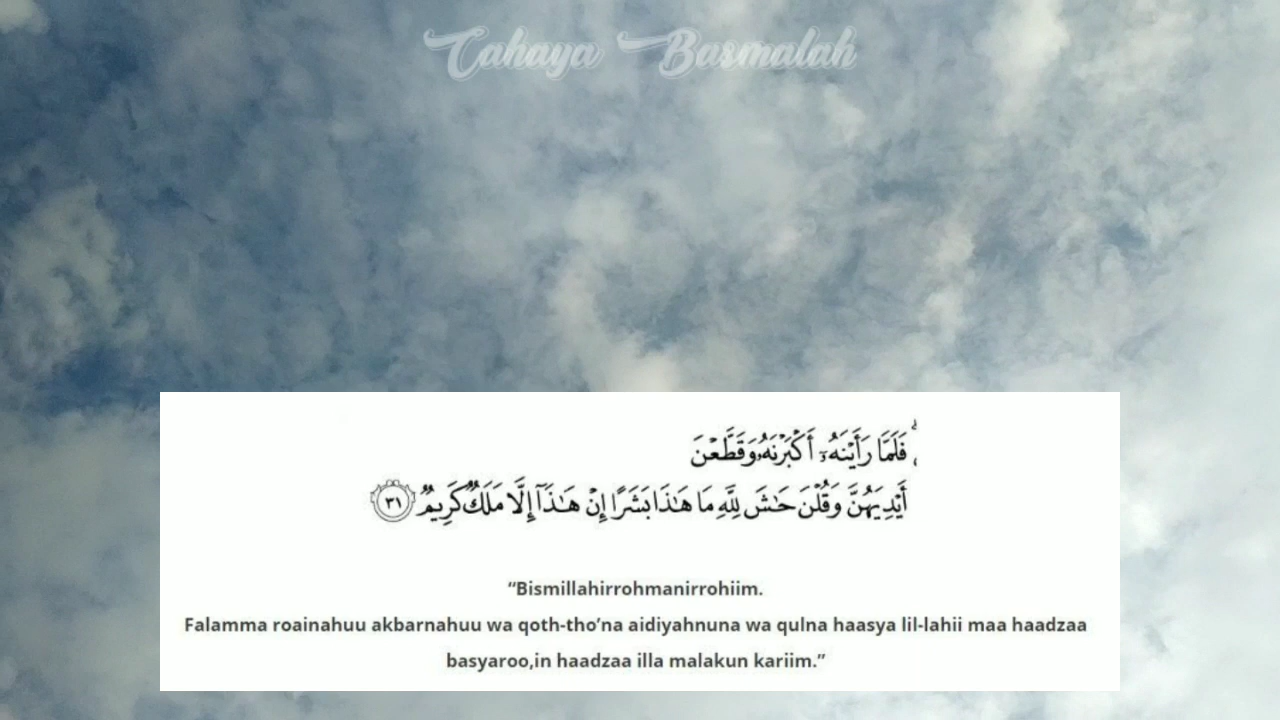 Cahaya Basmalah
فَلَمَّا رَأَيْنَهُۥٓ أَكْبَرْنَهُۥ وَقَطَّعْنَ
أَيْدِيَهُنَّ وَقُلْنَ حَـٰشَ لِلَّهِ مَا هَـٰذَا بَشَرًا إِنْ هَـٰذَآ إِلَّا مَلَكٌ كَرِيمٌ ٣١
“Bismillahirrohmanirrohiim.
Falamma roainahuu akbarnahuu wa qoth-tho’na aidiyahnuna wa qulna haasya lil-lahii maa haadzaa
basyaroo,in haadzaa illa malakun kariim.”